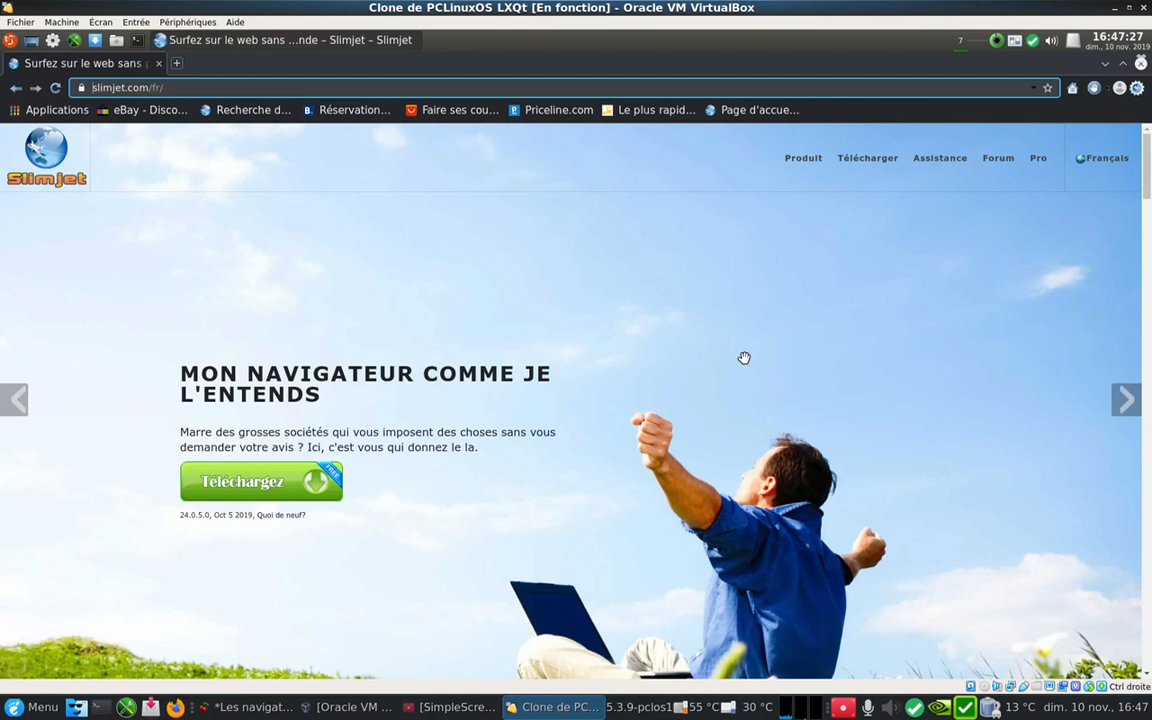 Clone de PCLinuxOS LXQt [En fonction] - Oracle VM VirtualBox
Fichier Machine Écran Entrée Périphériques Aide
Surfez sur le web sans ...nde – Slimjet – Slimjet
7
16:47:27
dim., 10 nov. 2019
Surfez sur le web sans
slimjet.com/fr/
Applications eBay - Disco... Recherche d... Réservation... Faire ses cou... Priceline.com Le plus rapid... Page d'accue...
Slimjet
Produit Télécharger Assistance Forum Pro Français
MON NAVIGATEUR COMME JE
L'ENTENDS
Marre des grosses sociétés qui vous imposent des choses sans vous
demander votre avis ? Ici, c'est vous qui donnez le la.
Téléchargez FREE
24.0.5.0, Oct 5 2019, Quoi de neuf?
Ctrl droite
Menu *Les navigat... [Oracle VM ... [SimpleScre... Clone de PC... 5.3.9-pclos1 55 °C 30 °C 13 °C dim. 10 nov., 16:47